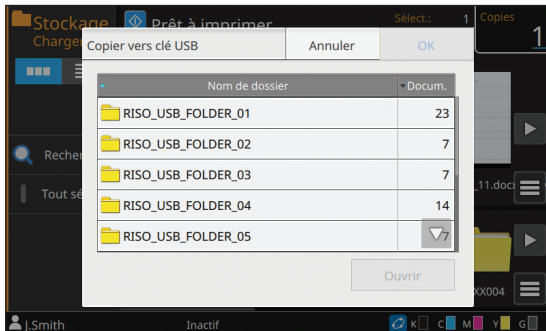 Stockage
Prêt à imprimer
Sélect.: 1
Copies
1
Charger
Copier vers clé USB
Annuler
OK
Nom de dossier
Docum.
RISO_USB_FOLDER_01 23
RISO_USB_FOLDER_02 7
RISO_USB_FOLDER_03 7
RISO_USB_FOLDER_04 14
RISO_USB_FOLDER_05 7
Recher
Tout sé
_11.docx
Ouvrir
XX004
J.Smith
Inactif
K C M Y G